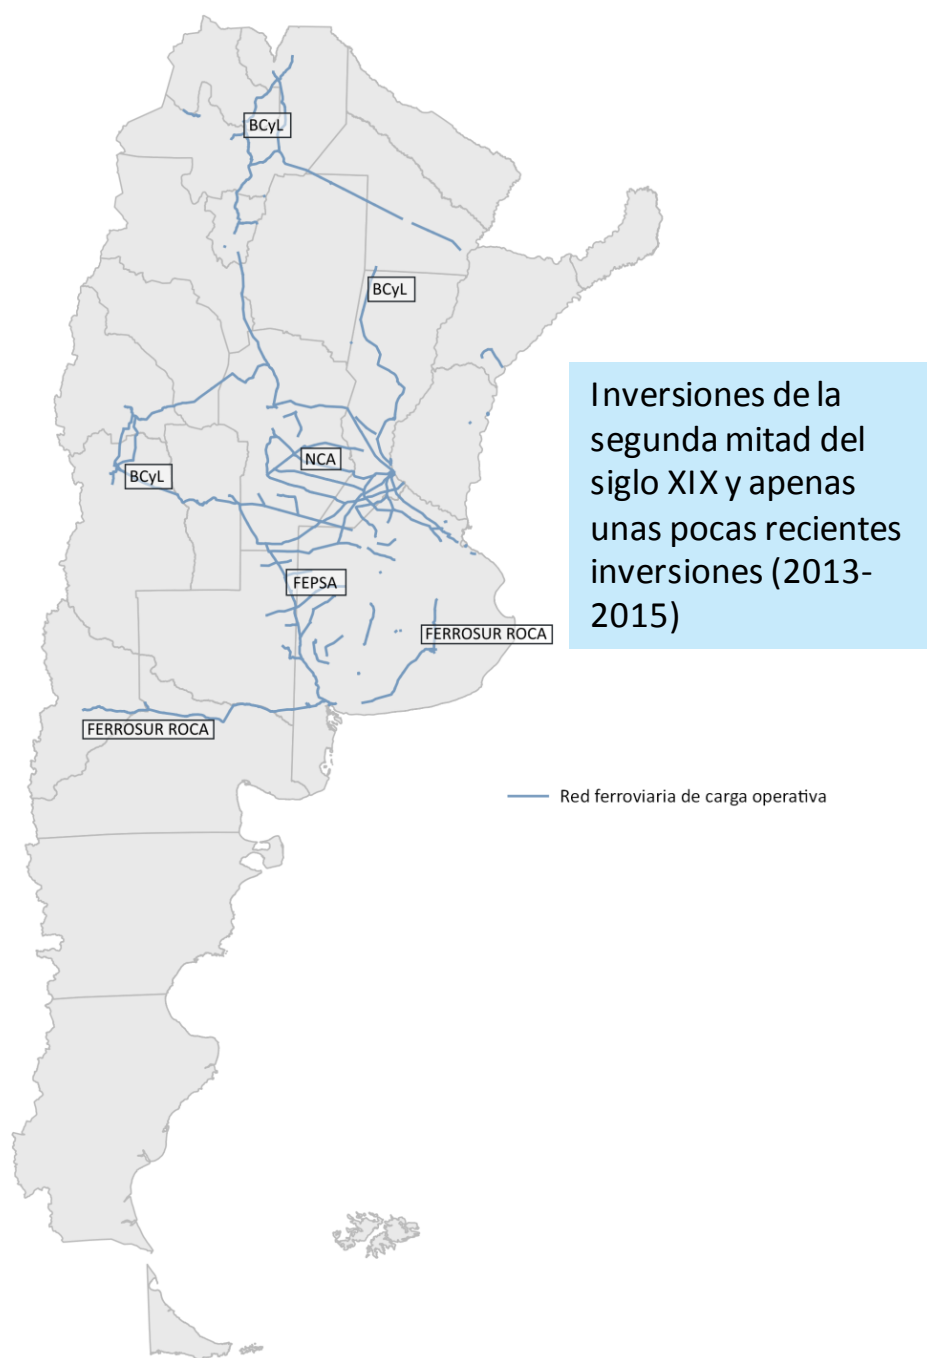 BCyL
BCyL
Inversiones de la
segunda mitad del
siglo XIX y apenas
unas pocas recientes
inversiones (2013-
2015)
NCA
BCyL
FEPSA
FERROSUR ROCA
FERROSUR ROCA
Red ferroviaria de carga operativa